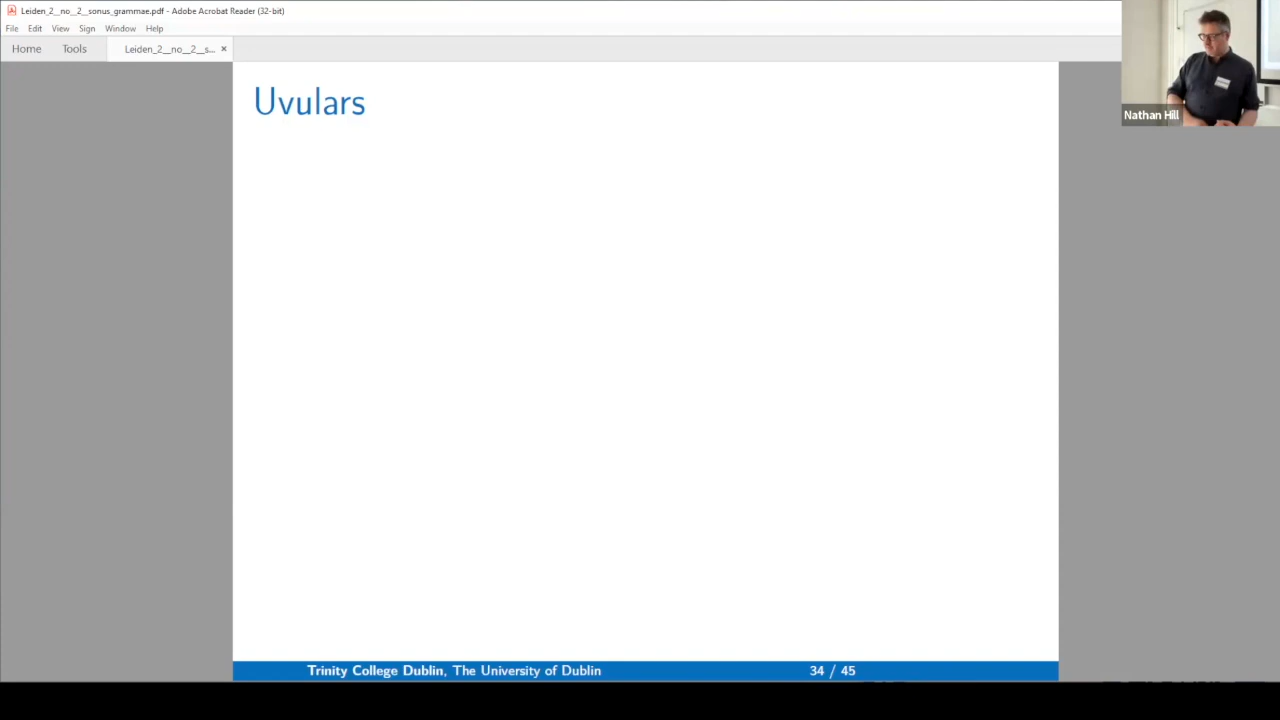 Leiden_2__no__2__sonus_grammae.pdf - Adobe Acrobat Reader (32-bit)
File Edit View Sign Window Help
Home Tools Leiden_2__no__2__s... ×
Nathan Hill
Uvulars
Trinity College Dublin, The University of Dublin 34 / 45